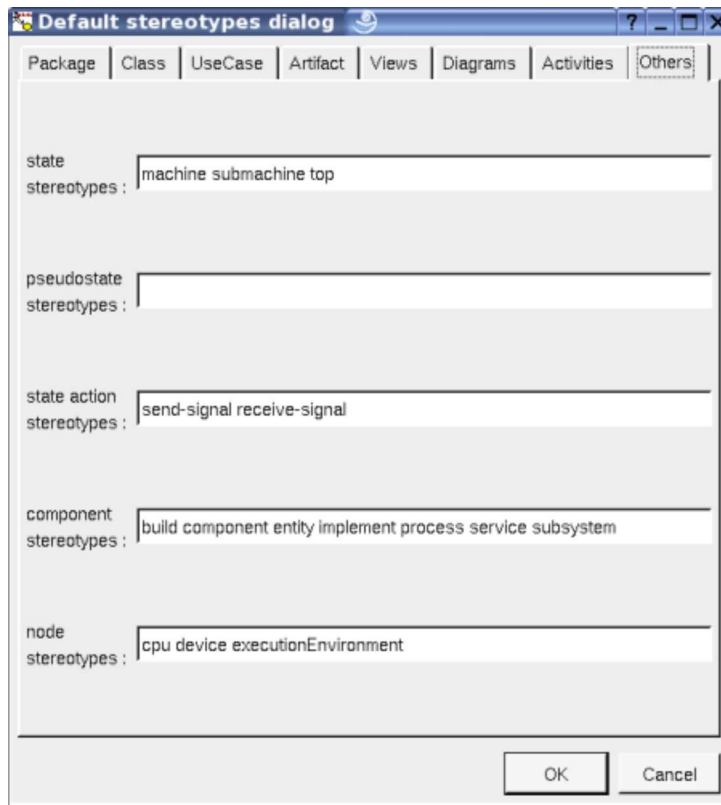 Default stereotypes dialog
Package Class UseCase Artifact Views Diagrams Activities Others
state
stereotypes :
machine submachine top
pseudostate
stereotypes :
state action
stereotypes :
send-signal receive-signal
component
stereotypes :
build component entity implement process service subsystem
node
stereotypes :
cpu device executionEnvironment
OK Cancel